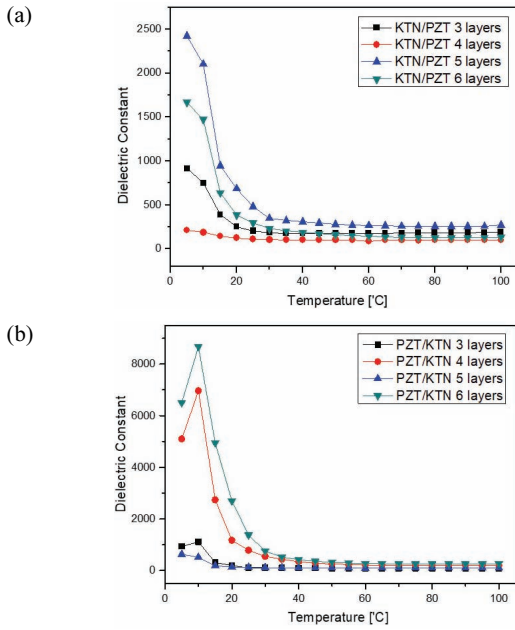 (a)
2500
2000
1500
1000
500
0
Dielectric Constant
KTN/PZT 3 layers
KTN/PZT 4 layers
KTN/PZT 5 layers
KTN/PZT 6 layers
0 20 40 60 80 100
Temperature ['C]
(b)
8000
6000
4000
2000
0
Dielectric Constant
PZT/KTN 3 layers
PZT/KTN 4 layers
PZT/KTN 5 layers
PZT/KTN 6 layers
0 20 40 60 80 100
Temperature ['C]